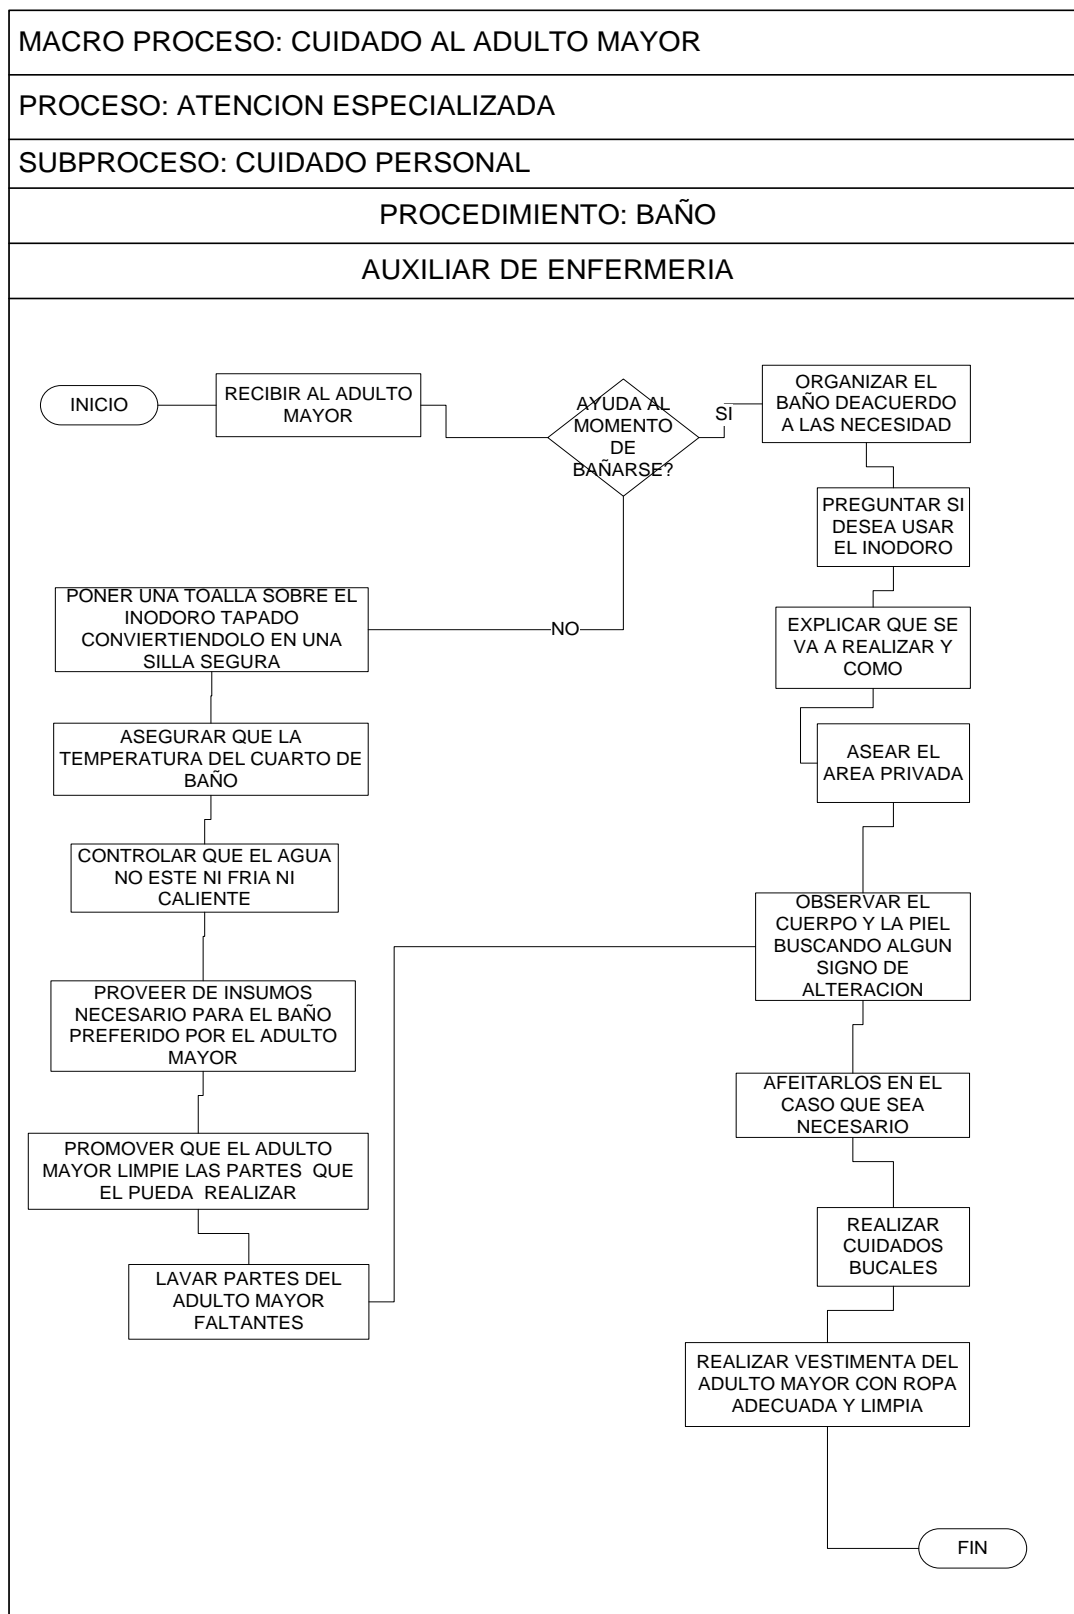 MACRO PROCESO: CUIDADO AL ADULTO MAYOR
PROCESO: ATENCION ESPECIALIZADA
SUBPROCESO: CUIDADO PERSONAL
PROCEDIMIENTO: BAÑO
AUXILIAR DE ENFERMERIA
INICIO
RECIBIR AL ADULTO
MAYOR
AYUDA AL
MOMENTO
DE
BAÑARSE?
SI
ORGANIZAR EL
BAÑO DEACUERDO
A LAS NECESIDAD
PREGUNTAR SI
DESEA USAR
EL INODORO
EXPLICAR QUE SE
VA A REALIZAR Y
COMO
ASEAR EL
AREA PRIVADA
NO
PONER UNA TOALLA SOBRE EL
INODORO TAPADO
CONVIERTIENDOLO EN UNA
SILLA SEGURA
ASEGURAR QUE LA
TEMPERATURA DEL CUARTO DE
BAÑO
CONTROLAR QUE EL AGUA
NO ESTE NI FRIA NI
CALIENTE
PROVEER DE INSUMOS
NECESARIO PARA EL BAÑO
PREFERIDO POR EL ADULTO
MAYOR
PROMOVER QUE EL ADULTO
MAYOR LIMPIE LAS PARTES  QUE
EL PUEDA  REALIZAR
LAVAR PARTES DEL
ADULTO MAYOR
FALTANTES
OBSERVAR EL
CUERPO Y LA PIEL
BUSCANDO ALGUN
SIGNO DE
ALTERACION
AFEITARLOS EN EL
CASO QUE SEA
NECESARIO
REALIZAR
CUIDADOS
BUCALES
REALIZAR VESTIMENTA DEL
ADULTO MAYOR CON ROPA
ADECUADA Y LIMPIA
FIN